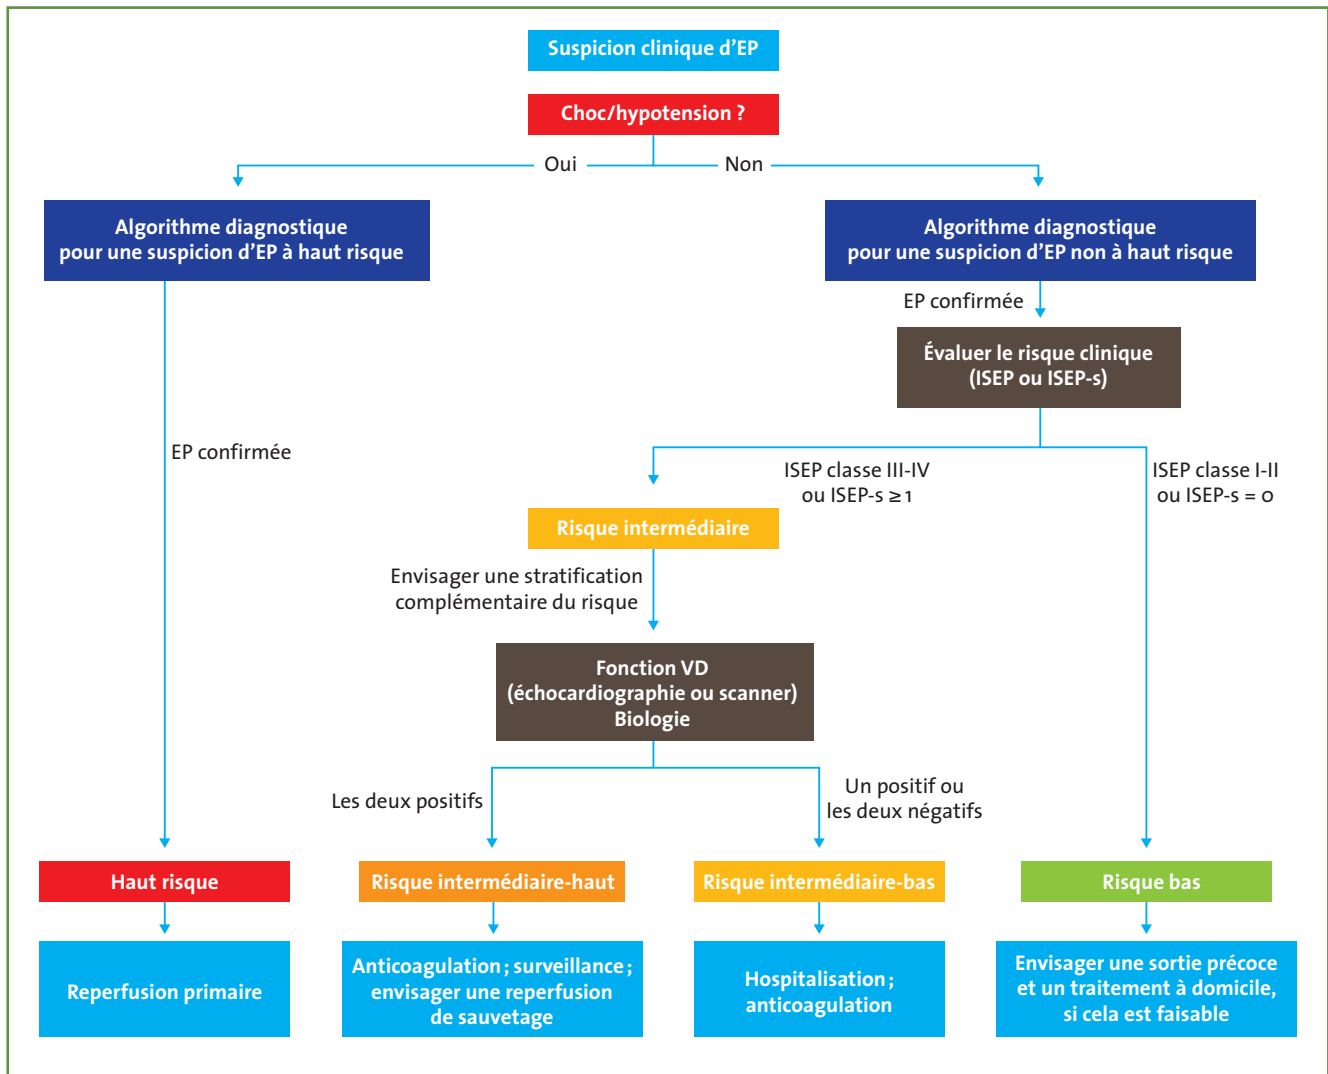 Suspicion clinique d’EP
Choc/hypotension ?
Oui
Non
Algorithme diagnostique
pour une suspicion d’EP à haut risque
Algorithme diagnostique
pour une suspicion d’EP non à haut risque
EP confirmée
Évaluer le risque clinique
(ISEP ou ISEP-s)
EP confirmée
ISEP classe III-IV
ou ISEP-s ≥ 1
ISEP classe I-II
ou ISEP-s = 0
Risque intermédiaire
Envisager une stratification
complémentaire du risque
Fonction VD
(échocardiographie ou scanner)
Biologie
Les deux positifs
Un positif ou
les deux négatifs
Haut risque
Risque intermédiaire-haut
Risque intermédiaire-bas
Risque bas
Reperfusion primaire
Anticoagulation ; surveillance ;
envisager une reperfusion
de sauvetage
Hospitalisation ;
anticoagulation
Envisager une sortie précoce
et un traitement à domicile,
si cela est faisable